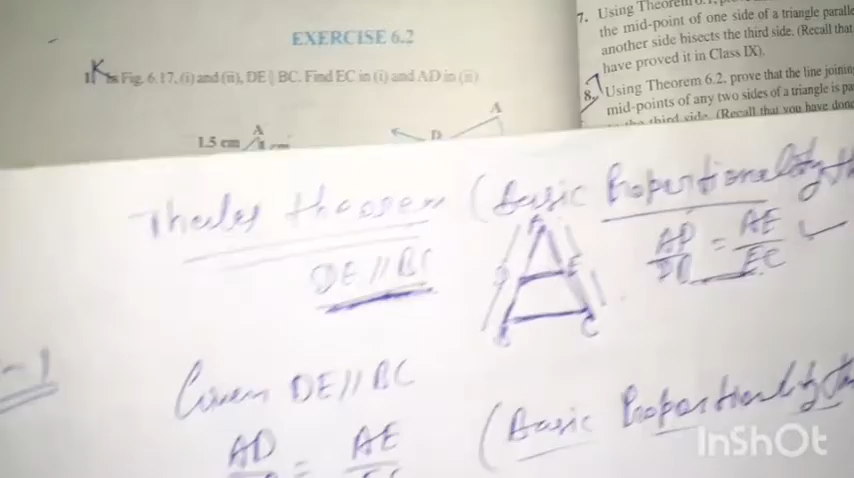 EXERCISE 6.2
1. In Fig. 6.17, (i) and (ii), DE || BC. Find EC in (i) and AD in (ii)
A
1.5 cm
A
D
7. Using Theorem 6.1,
the mid-point of one side of a triangle
another side bisects the third side. (Recall that
have proved it in Class IX).
8. Using Theorem 6.2, prove that the line
mid-points of any two sides of a triangle is
third side. (Recall that you have done
Thales theorem (Basic Proportionality
DE // BC
A
E
C
AD = AE
EC
Given DE // BC
AD = AE
(Basic Proportionality
InShOt